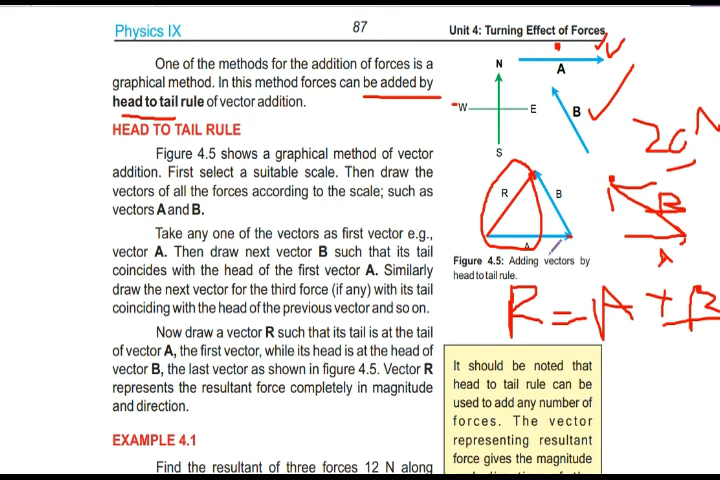 Physics IX
87
Unit 4: Turning Effect of Forces
One of the methods for the addition of forces is a
graphical method. In this method forces can be added by
head to tail rule of vector addition.
HEAD TO TAIL RULE
Figure 4.5 shows a graphical method of vector
addition. First select a suitable scale. Then draw the
vectors of all the forces according to the scale; such as
vectors A and B.
Take any one of the vectors as first vector e.g.,
vector A. Then draw next vector B such that its tail
coincides with the head of the first vector A. Similarly
draw the next vector for the third force (if any) with its tail
coinciding with the head of the previous vector and so on.
Now draw a vector R such that its tail is at the tail
of vector A, the first vector, while its head is at the head of
vector B, the last vector as shown in figure 4.5. Vector R
represents the resultant force completely in magnitude
and direction.
EXAMPLE 4.1
Find the resultant of three forces 12 N along
N
A
W
E
B
S
20 N
R
B
A
B
A
Figure 4.5: Adding vectors by
head to tail rule.
R = A + B
It should be noted that
head to tail rule can be
used to add any number of
forces. The vector
representing resultant
force gives the magnitude